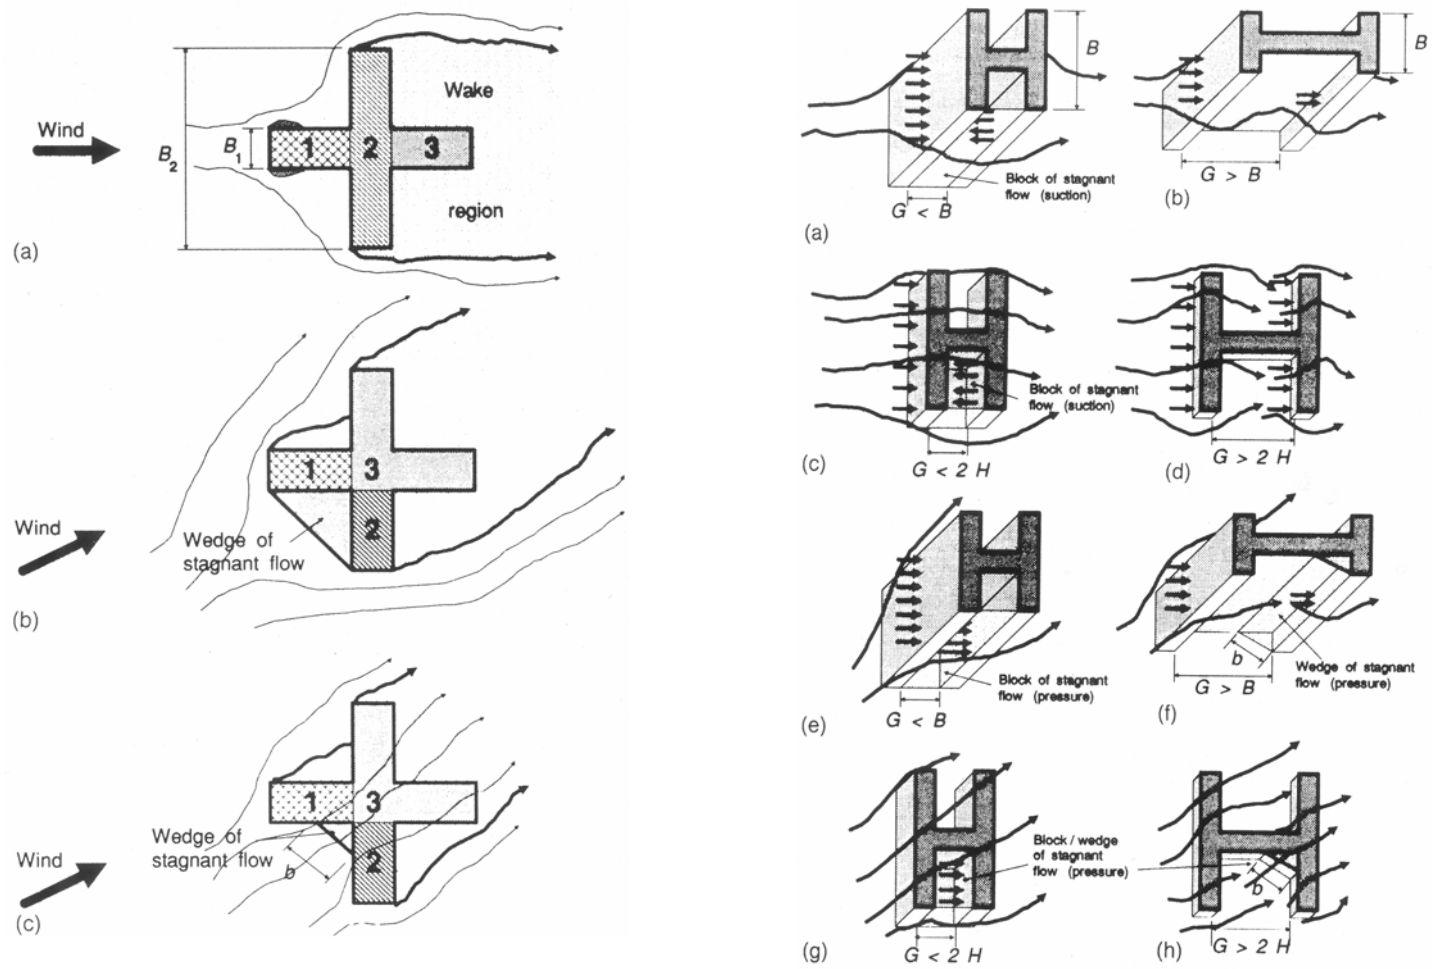 Wind
B2
B1
1
2
3
Wake
region
(a)
Wind
1
3
2
Wedge of
stagnant flow
(b)
Wind
1
3
2
Wedge of
stagnant flow
b
(c)
B
Block of stagnant
flow (suction)
G < B
(a)
B
G > B
(b)
Block of stagnant
flow (suction)
G < 2 H
(c)
G > 2 H
(d)
Block of stagnant
flow (pressure)
G < B
(e)
b
Wedge of stagnant
flow (pressure)
G > B
(f)
Block / wedge
of stagnant
flow (pressure)
G < 2 H
(g)
b
G > 2 H
(h)